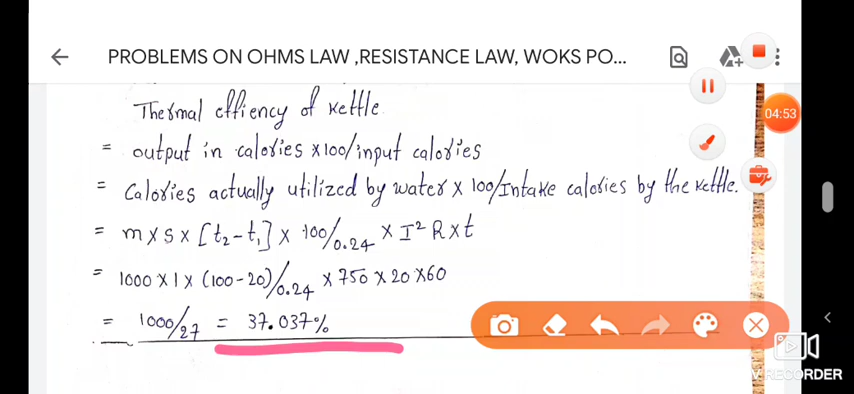 PROBLEMS ON OHMS LAW ,RESISTANCE LAW, WOKS PO...
04:53
Thermal effiency of kettle
= output in calories x100/input calories
= Calories actually utilized by water x 100/Intake calories by the kettle.
= m x s x [t₂-t₁] x 100/0.24 x I² R x t
= 1000 x 1 x (100-20)/0.24 x 750 x 20 x 60
= 1000/27 = 37.037%
V RECORDER